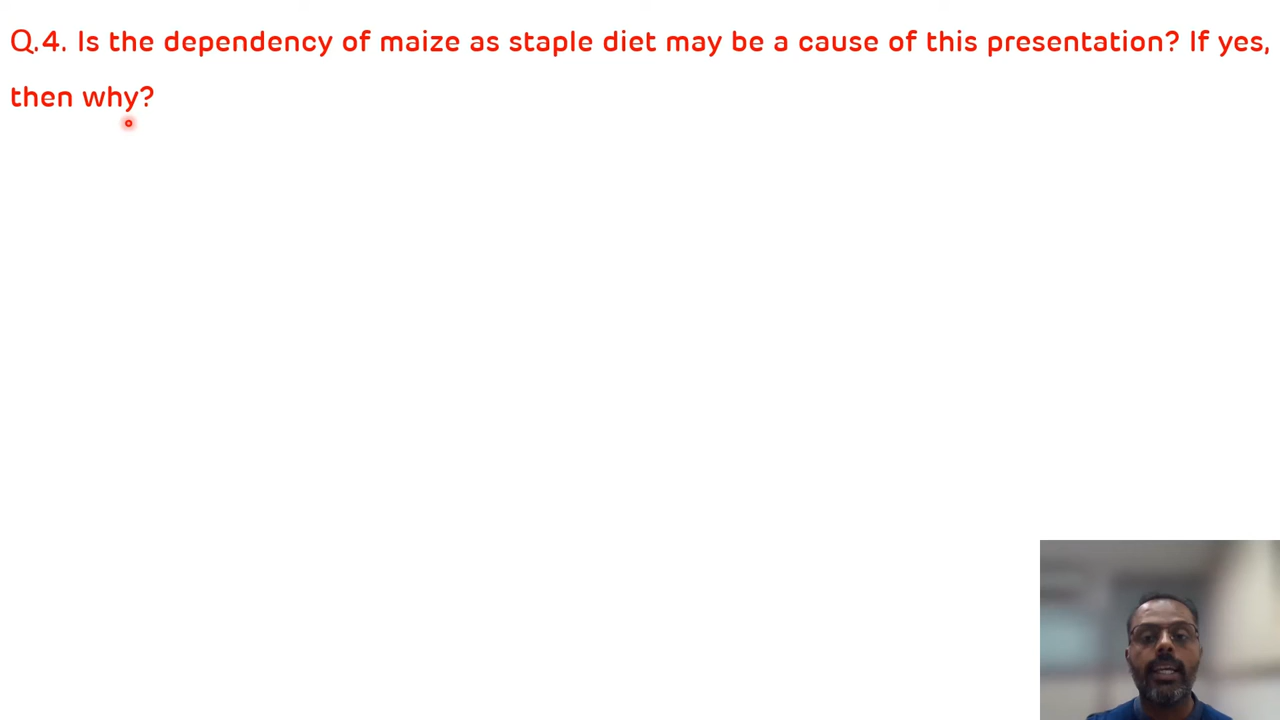 Q.4. Is the dependency of maize as staple diet may be a cause of this presentation? If yes,
then why?